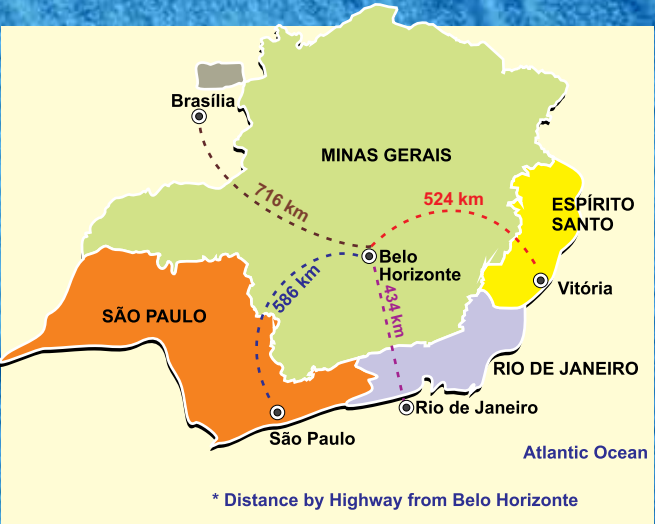 Brasília
MINAS GERAIS
716 km
524 km
ESPÍRITO
SANTO
Belo
Horizonte
586 km
Vitória
434 km
SÃO PAULO
RIO DE JANEIRO
Rio de Janeiro
São Paulo
Atlantic Ocean
* Distance by Highway from Belo Horizonte